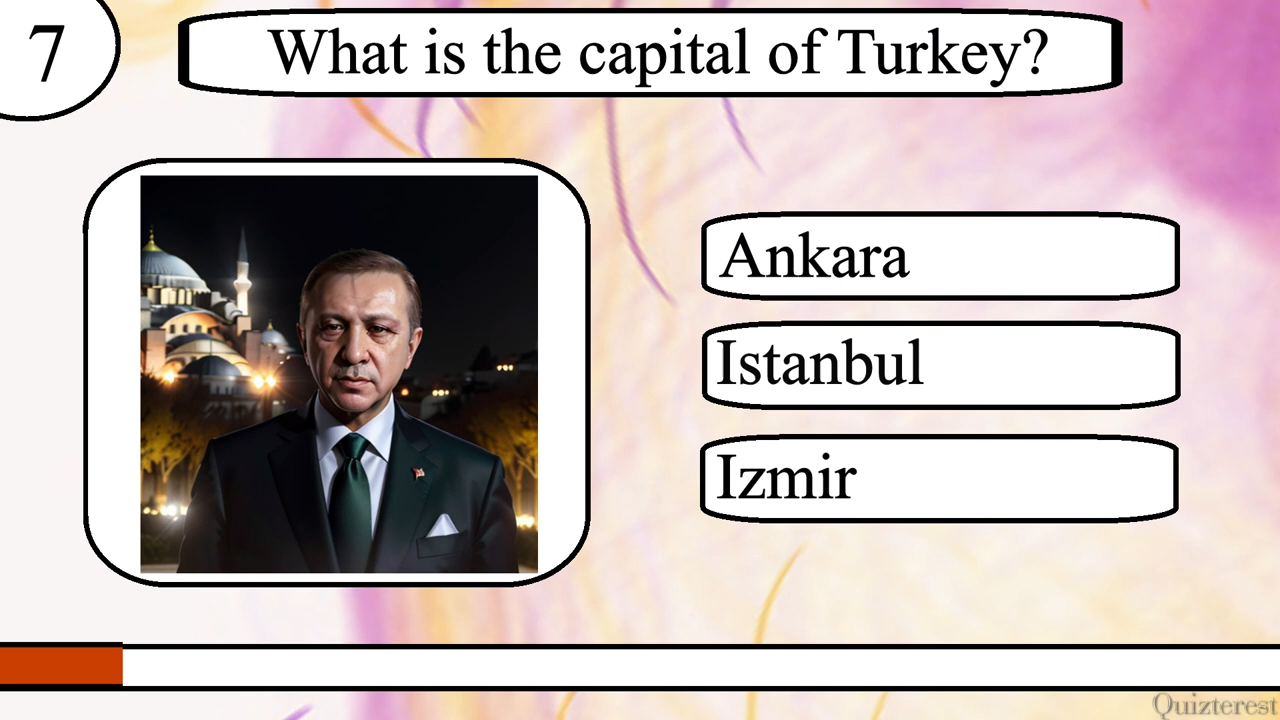 7
What is the capital of Turkey?
Ankara
Istanbul
Izmir
Quizterest